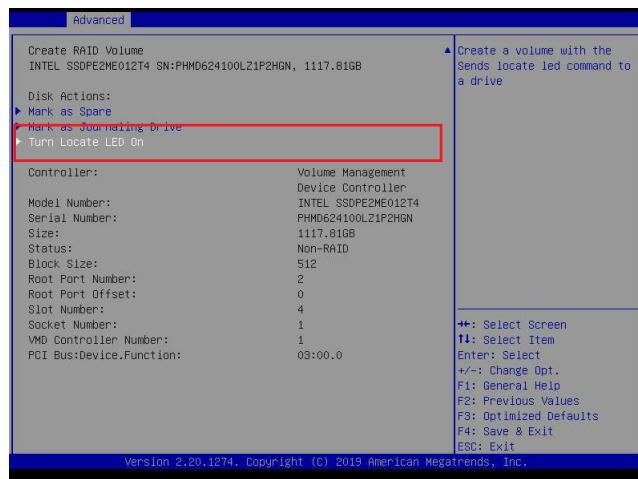 Advanced
Create RAID Volume
INTEL SSDPE2ME012T4 SN:PHMD624100LZ1P2HGN, 1117.81GB
Disk Actions:
Mark as Spare
Mark as Journaling Drive
Turn Locate LED On
Controller: Volume Management
Device Controller
Model Number: INTEL SSDPE2ME012T4
Serial Number: PHMD624100LZ1P2HGN
Size: 1117.81GB
Status: Non-RAID
Block Size: 512
Root Port Number: 2
Root Port Offset: 0
Slot Number: 4
Socket Number: 1
VMD Controller Number: 1
PCI Bus:Device.Function: 03:00.0
Create a volume with the
Sends locate led command to
a drive
→←: Select Screen
↑↓: Select Item
Enter: Select
+/-: Change Opt.
F1: General Help
F2: Previous Values
F3: Optimized Defaults
F4: Save & Exit
ESC: Exit
Version 2.20.1274. Copyright (C) 2019 American Megatrends, Inc.